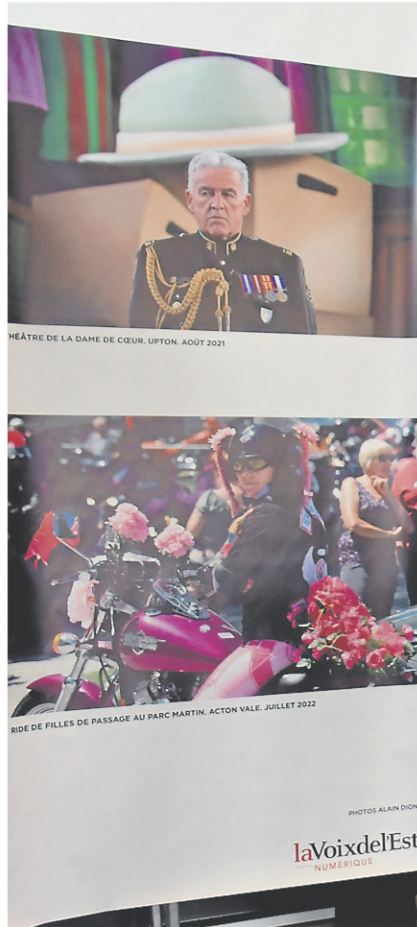 THÉÂTRE DE LA DAME DE CŒUR, UPTON. AOÛT 2021
RIDE DE FILLES DE PASSAGE AU PARC MARTIN. ACTON VALE. JUILLET 2022
PHOTOS ALAIN DION
laVoixdel'Est
NUMÉRIQUE